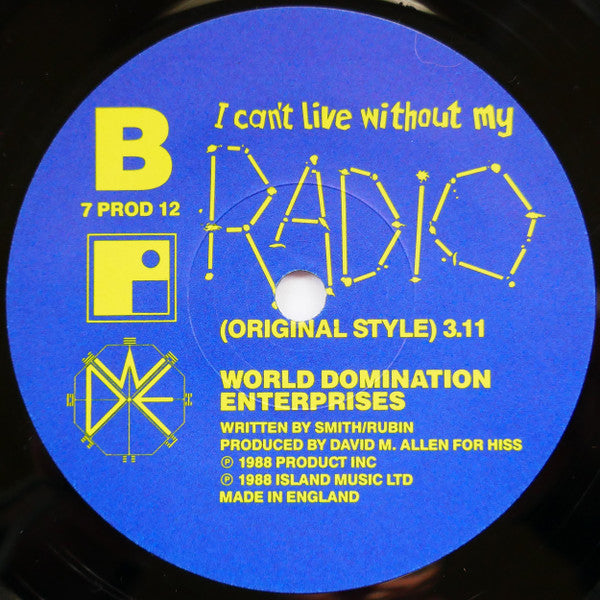 B
7 PROD 12
I can't live without my
RADIO
(ORIGINAL STYLE) 3.11
WORLD DOMINATION
ENTERPRISES
WRITTEN BY SMITH/RUBIN
PRODUCED BY DAVID M. ALLEN FOR HISS
℗ 1988 PRODUCT INC
℗ 1988 ISLAND MUSIC LTD
MADE IN ENGLAND